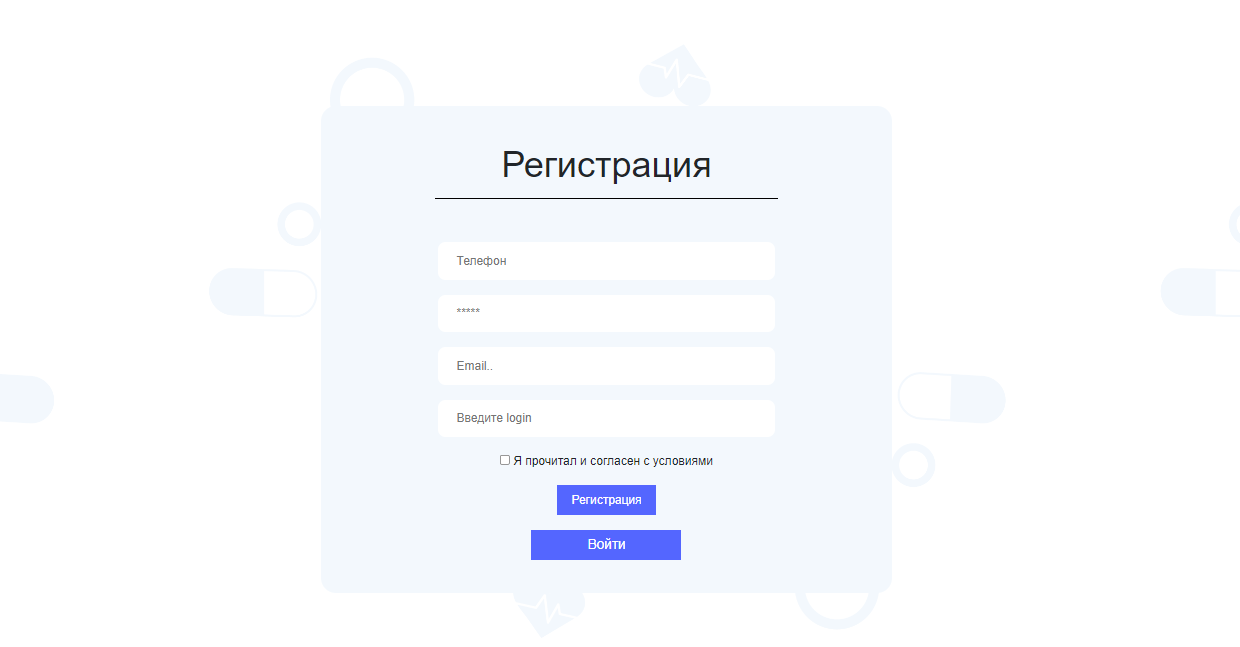 Регистрация
Телефон
*****
Email..
Введите login
Я прочитал и согласен с условиями
Регистрация
Войти